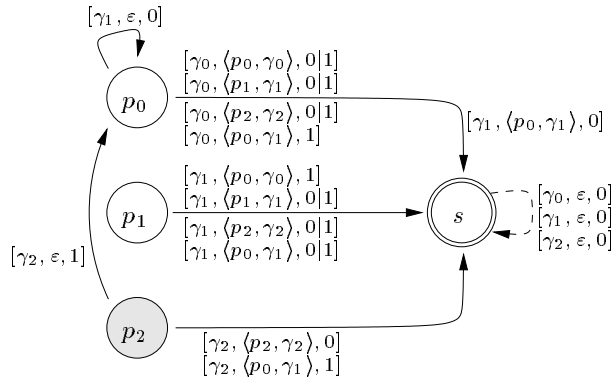 [γ₁, ε, 0]
[γ₀, ⟨p₀, γ₀⟩, 0|1]
[γ₀, ⟨p₁, γ₁⟩, 0|1]
p₀
[γ₀, ⟨p₂, γ₂⟩, 0|1]
[γ₀, ⟨p₀, γ₁⟩, 1]
[γ₁, ⟨p₀, γ₁⟩, 0]
[γ₁, ⟨p₀, γ₀⟩, 1]
[γ₁, ⟨p₁, γ₁⟩, 0|1]
p₁
s
[γ₁, ⟨p₂, γ₂⟩, 0|1]
[γ₁, ⟨p₀, γ₁⟩, 0|1]
[γ₀, ε, 0]
[γ₁, ε, 0]
[γ₂, ε, 0]
[γ₂, ε, 1]
p₂
[γ₂, ⟨p₂, γ₂⟩, 0]
[γ₂, ⟨p₀, γ₁⟩, 1]